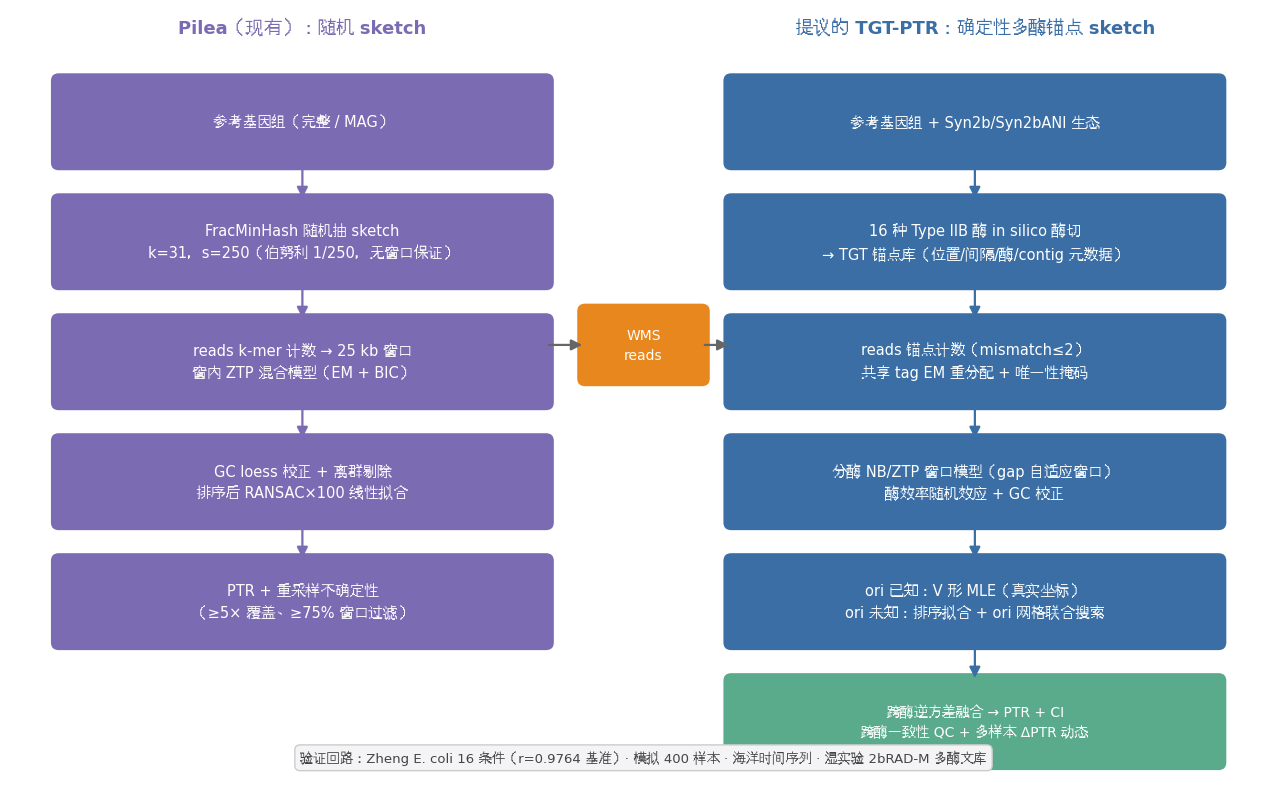 Pilea（现有）: 随机 sketch
参考基因组（完整 / MAG）
FracMinHash 随机抽 sketch
k=31,  s=250（伯努利 1/250,  无窗口保证）
reads k-mer 计数 → 25 kb 窗口
窗内 ZTP 混合模型（EM + BIC）
GC loess 校正 + 离群剔除
排序后 RANSAC×100 线性拟合
PTR + 重采样不确定性
（≥5× 覆盖、≥75% 窗口过滤）
WMS
reads
提议的 TGT-PTR : 确定性多酶锚点 sketch
参考基因组 + Syn2b/Syn2bANI 生态
16 种 Type IIB 酶 in silico 酶切
→ TGT 锚点库（位置/间隔/酶/contig 元数据）
reads 锚点计数（mismatch≤2）
共享 tag EM 重分配 + 唯一性掩码
分酶 NB/ZTP 窗口模型（gap 自适应窗口）
酶效率随机效应 + GC 校正
ori 已知 : V 形 MLE（真实坐标）
ori 未知 : 排序拟合 + ori 网格联合搜索
跨酶逆方差融合 → PTR + CI
跨酶一致性 QC + 多样本 ΔPTR 动态
验证回路 : Zheng E. coli 16 条件（r=0.9764 基准）· 模拟 400 样本 · 海洋时间序列 · 湿实验 2bRAD-M 多酶文库